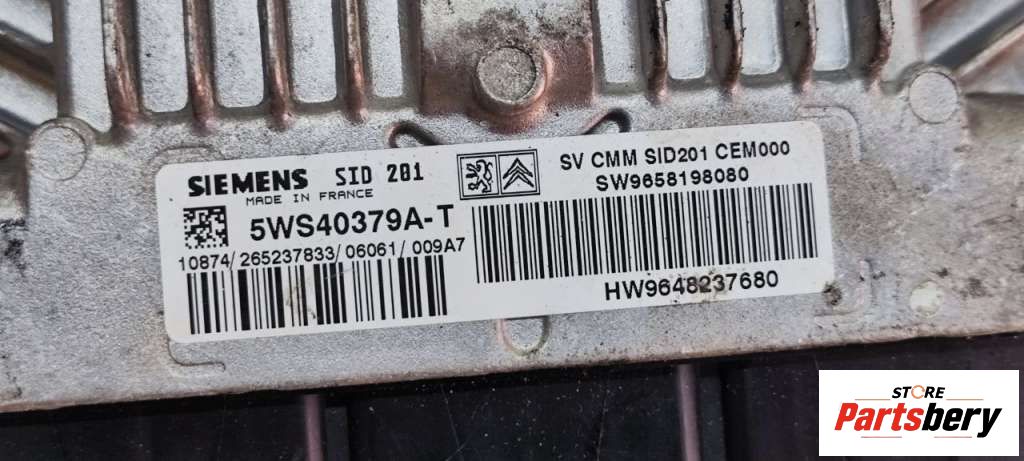 SIEMENS SID 201
MADE IN FRANCE
5WS40379A-T
10874/265237833/06061/009A7
SV CMM SID201 CEM000
SW9658198080
HW9648237680
STORE
Partsbery